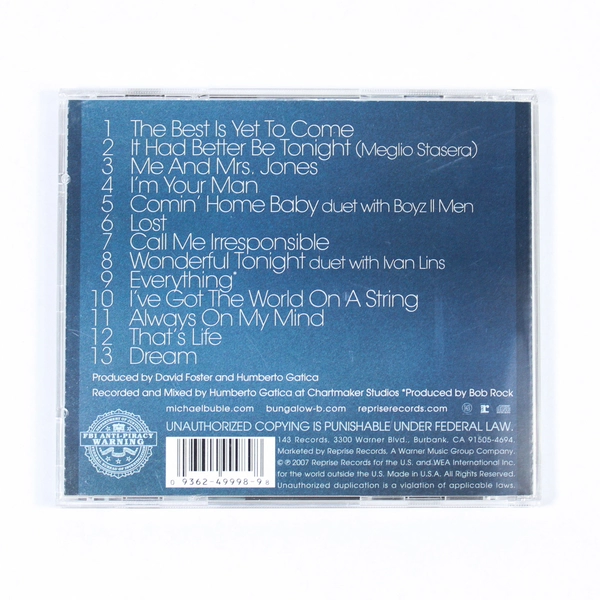 1 The Best Is Yet To Come
2 It Had Better Be Tonight (Meglio Stasera)
3 Me And Mrs. Jones
4 I'm Your Man
5 Comin' Home Baby duet with Boyz II Men
6 Lost
7 Call Me Irresponsible
8 Wonderful Tonight duet with Ivan Lins
9 Everything*
10 I've Got The World On A String
11 Always On My Mind
12 That's Life
13 Dream
Produced by David Foster and Humberto Gatica
Recorded and Mixed by Humberto Gatica at Chartmaker Studios *Produced by Bob Rock
michaelbuble.com bungalow-b.com repriserecords.com
UNAUTHORIZED COPYING IS PUNISHABLE UNDER FEDERAL LAW.
143 Records, 3300 Warner Blvd., Burbank, CA 91505-4694.
Marketed by Reprise Records. A Warner Music Group Company.
© ℗ 2007 Reprise Records for the U.S. and WEA International Inc.
for the world outside the U.S. Made in U.S.A. All Rights Reserved.
Unauthorized duplication is a violation of applicable laws.
FBI ANTI-PIRACY
WARNING
0 9362-49998-9 8